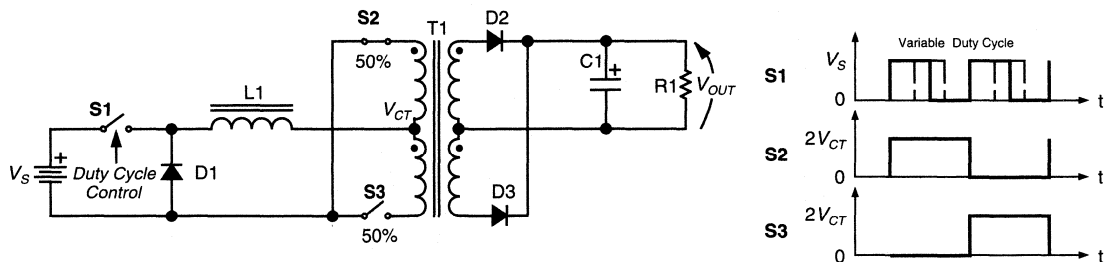 S2
T1
D2
50%
C1
+
R1
V_OUT
L1
V_CT
S1
+
V_S
Duty Cycle
Control
D1
S3
50%
D3
Variable Duty Cycle
S1
V_S
0
t
S2
2V_CT
0
t
S3
2V_CT
0
t